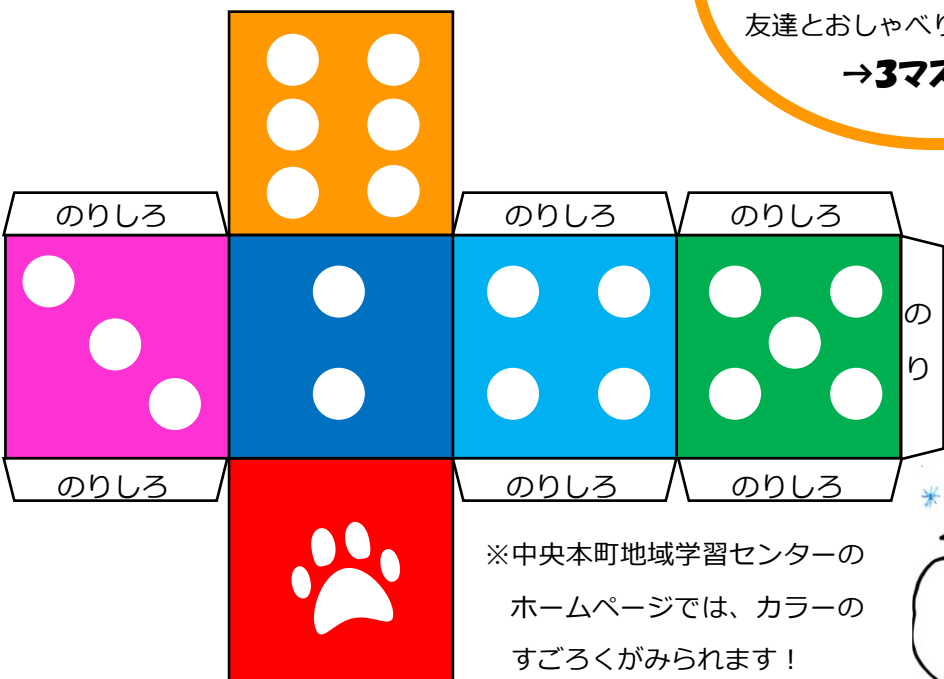 友達とおしゃべり
→3マス
のりしろ
のりしろ
のりしろ
のり
のりしろ
のりしろ
のりしろ
※中央本町地域学習センターの
ホームページでは、カラーの
すごろくがみられます！